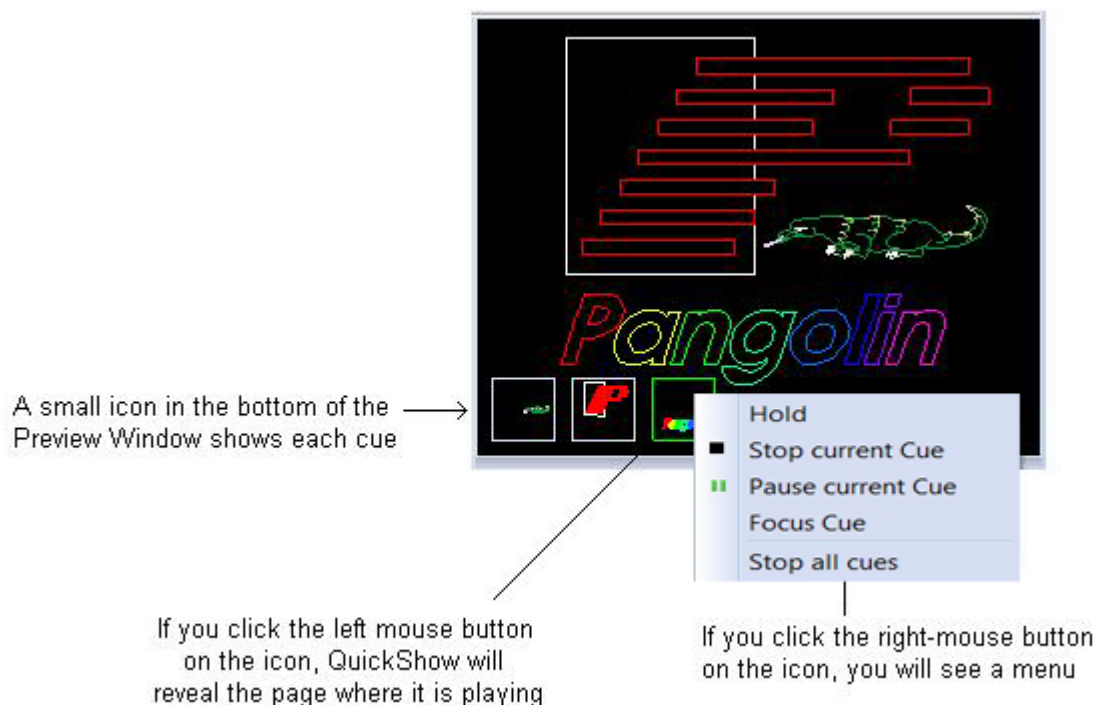 Pangolin
A small icon in the bottom of the
Preview Window shows each cue
Hold
Stop current Cue
Pause current Cue
Focus Cue
Stop all cues
If you click the left mouse button
on the icon, QuickShow will
reveal the page where it is playing
If you click the right-mouse button
on the icon, you will see a menu